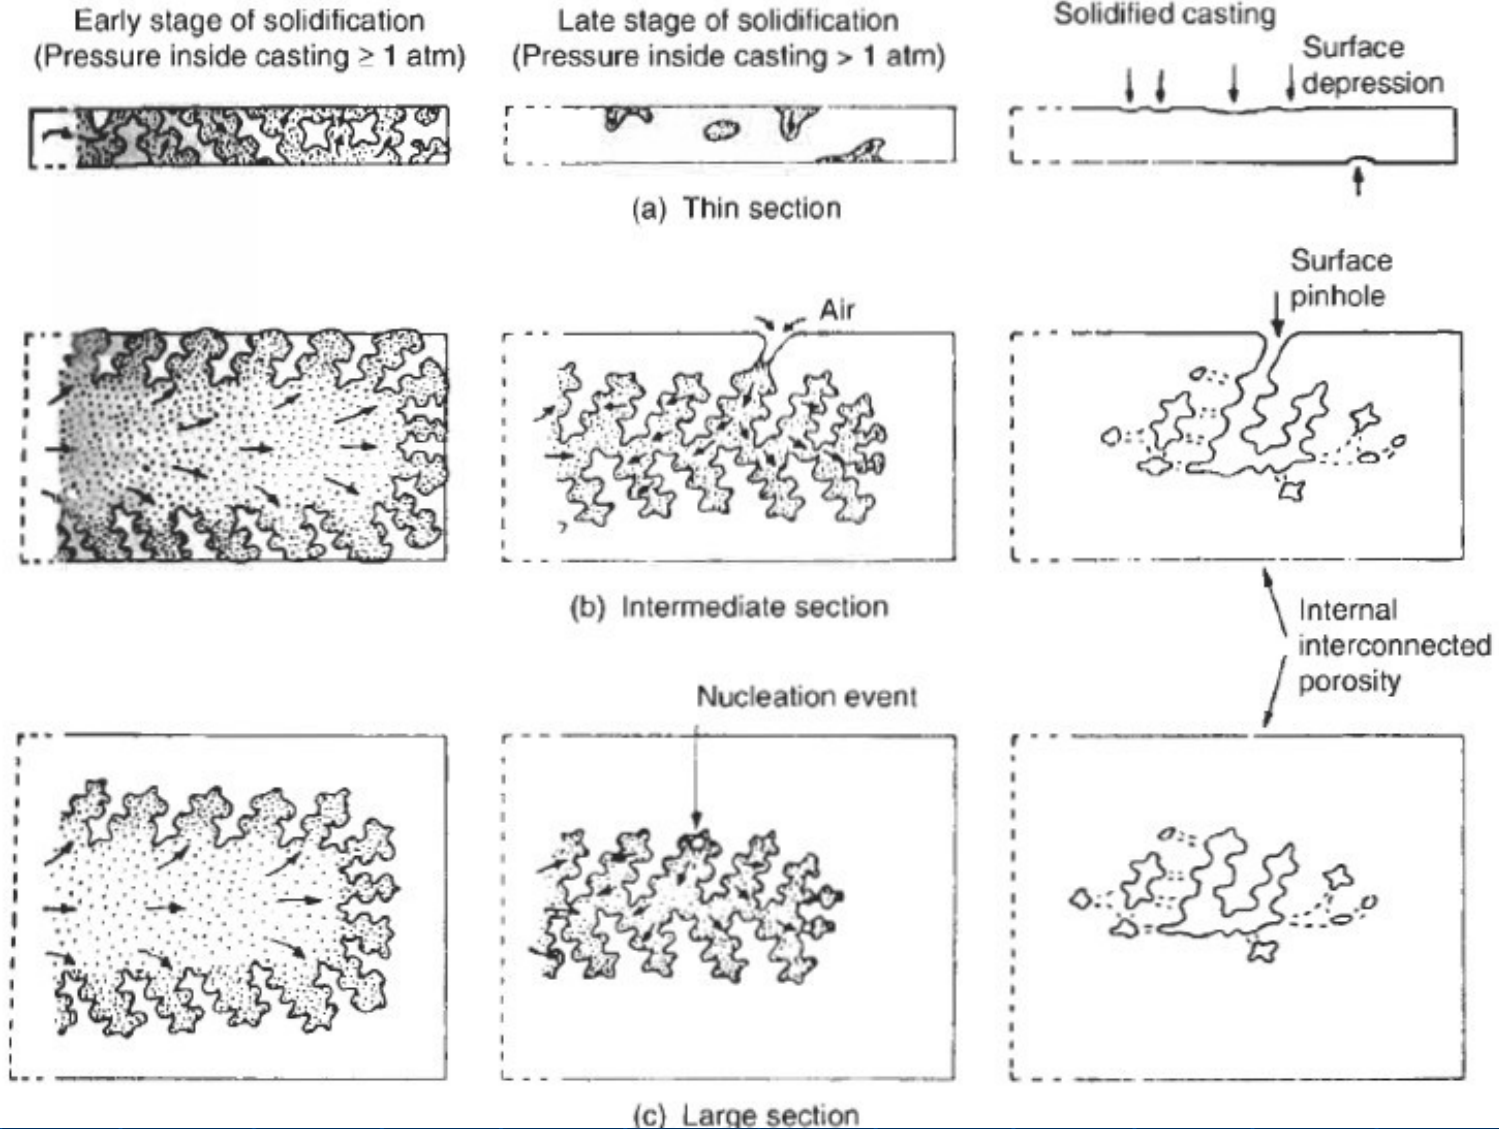 Early stage of solidification
(Pressure inside casting ≥ 1 atm)
Late stage of solidification
(Pressure inside casting > 1 atm)
Solidified casting
Surface
depression
(a) Thin section
Surface
pinhole
Air
(b) Intermediate section
Internal
interconnected
porosity
Nucleation event
(c) Large section